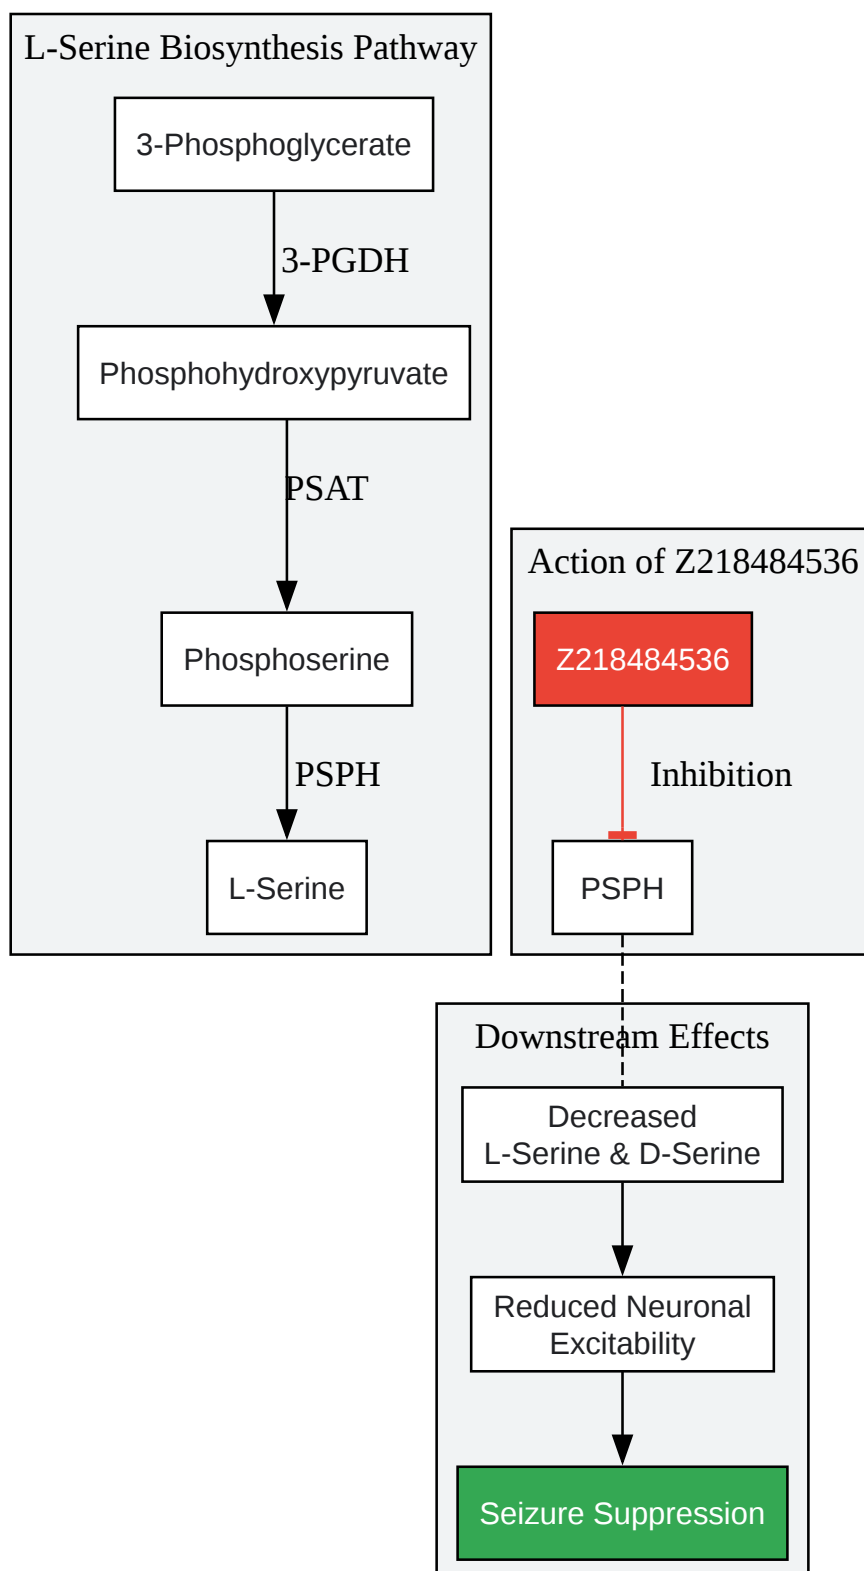 L-Serine Biosynthesis Pathway
3-Phosphoglycerate
3-PGDH
Phosphohydroxypyruvate
PSAT
Phosphoserine
PSPH
L-Serine
Action of Z218484536
Z218484536
Inhibition
PSPH
Downstream Effects
Decreased
L-Serine & D-Serine
Reduced Neuronal
Excitability
Seizure Suppression